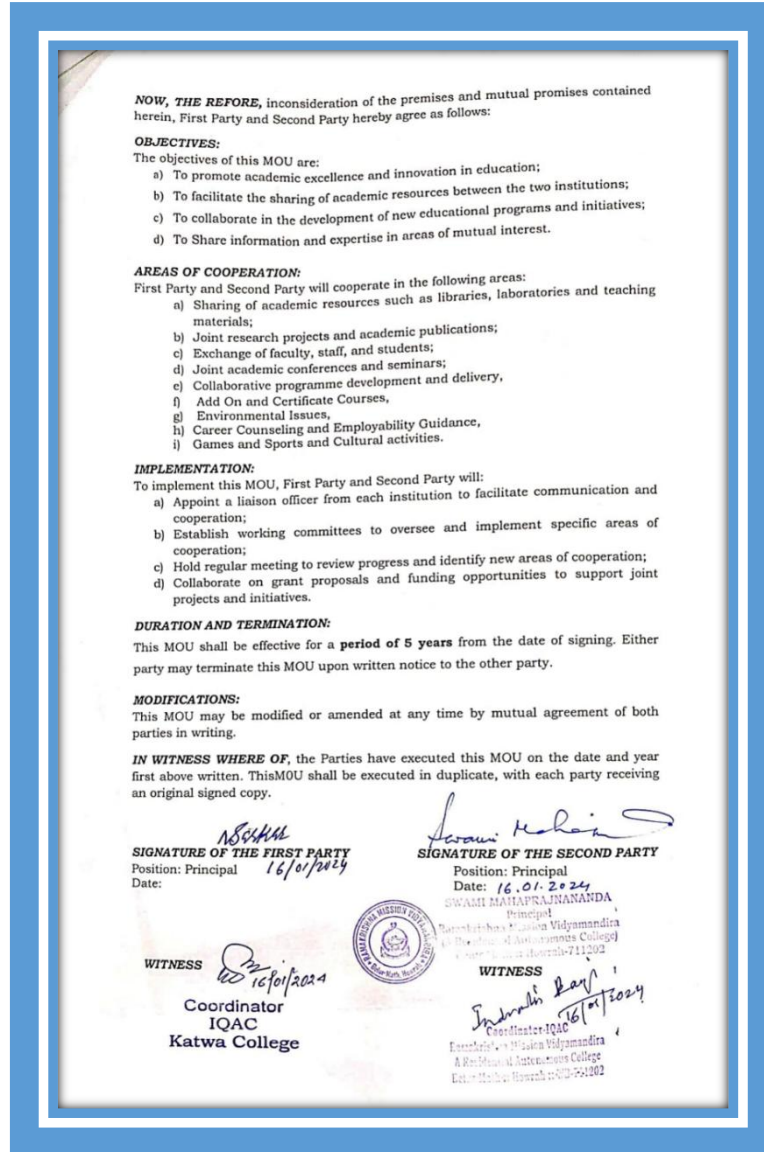 NOW, THE REFORE, inconsideration of the premises and mutual promises contained
herein, First Party and Second Party hereby agree as follows:
OBJECTIVES:
The objectives of this MOU are:
a) To promote academic excellence and innovation in education;
b) To facilitate the sharing of academic resources between the two institutions;
c) To collaborate in the development of new educational programs and initiatives;
d) To Share information and expertise in areas of mutual interest.
AREAS OF COOPERATION:
First Party and Second Party will cooperate in the following areas:
a) Sharing of academic resources such as libraries, laboratories and teaching
materials;
b) Joint research projects and academic publications;
c) Exchange of faculty, staff, and students;
d) Joint academic conferences and seminars;
e) Collaborative programme development and delivery,
f) Add On and Certificate Courses,
g) Environmental Issues,
h) Career Counseling and Employability Guidance,
i) Games and Sports and Cultural activities.
IMPLEMENTATION:
To implement this MOU, First Party and Second Party will:
a) Appoint a liaison officer from each institution to facilitate communication and
cooperation;
b) Establish working committees to oversee and implement specific areas of
cooperation;
c) Hold regular meeting to review progress and identify new areas of cooperation;
d) Collaborate on grant proposals and funding opportunities to support joint
projects and initiatives.
DURATION AND TERMINATION:
This MOU shall be effective for a period of 5 years from the date of signing. Either
party may terminate this MOU upon written notice to the other party.
MODIFICATIONS:
This MOU may be modified or amended at any time by mutual agreement of both
parties in writing.
IN WITNESS WHERE OF, the Parties have executed this MOU on the date and year
first above written. ThisM0U shall be executed in duplicate, with each party receiving
an original signed copy.
SIGNATURE OF THE FIRST PARTY
Position: Principal 16/01/2024
Date:
WITNESS
16/01/2024
Coordinator
IQAC
Katwa College
RAMAKRISHNA MISSION VIDYAMANDIRA
Belur Math, Howrah
Swami
SIGNATURE OF THE SECOND PARTY
Position: Principal
Date: 16.01.2024
SWAMI MAHAPRAJNANANDA
Principal
Ramakrishna Mission Vidyamandira
Autonomous College)
Howrah-711202
WITNESS
16/01/2024
Coordinator-IQAC
Ramakrishna Mission Vidyamandira
A Residential Autonomous College
Howrah